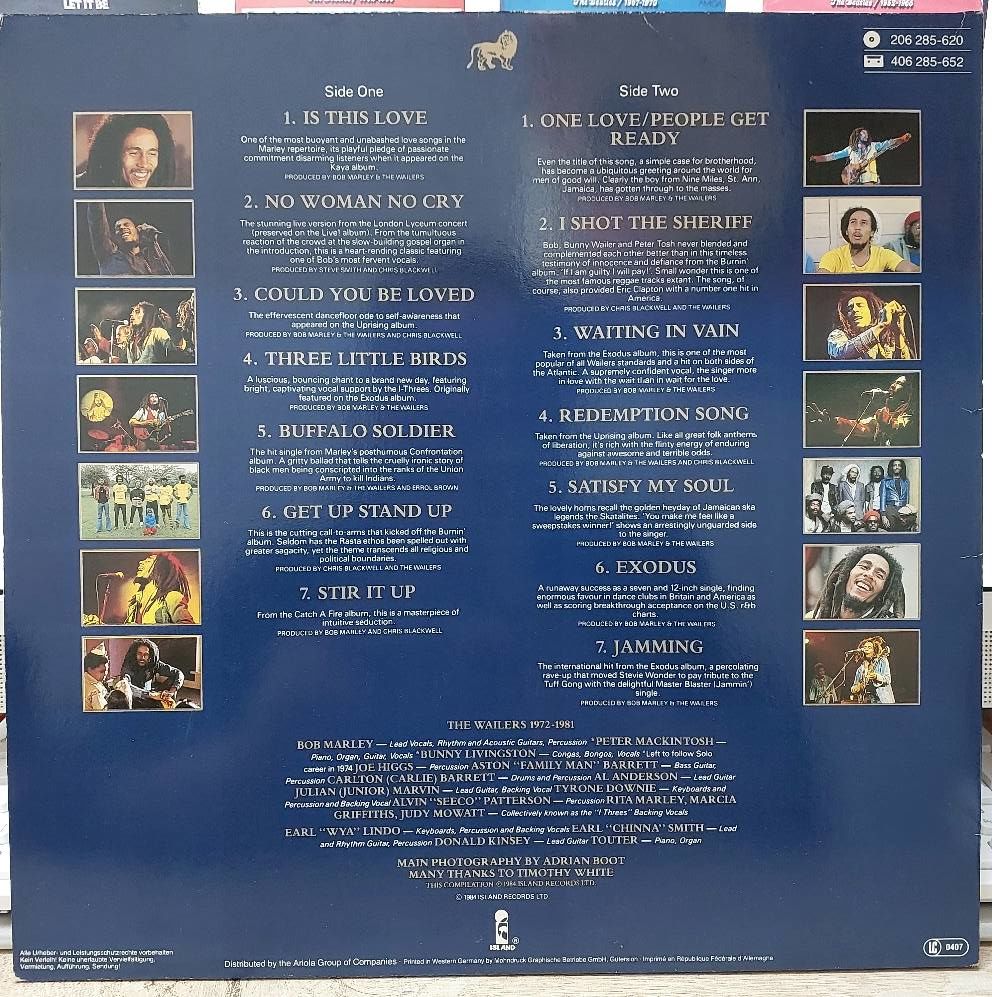 LET IT BE
The Beatles / 1967-1970
The Beatles / 1962-1966
206 285-620
406 285-652
Side One
1. IS THIS LOVE
One of the most buoyant and unabashed love songs in the
Marley repertoire, its playful pledge of passionate
commitment disarming listeners when it appeared on the
Kaya album.
PRODUCED BY BOB MARLEY & THE WAILERS
2. NO WOMAN NO CRY
The stunning live version from the London Lyceum concert
(preserved on the Live! album). From the tumultuous
reaction of the crowd at the slow-building gospel organ in
the introduction, this is a heart-rending classic featuring
one of Bob's most fervent vocals.
PRODUCED BY STEVE SMITH AND CHRIS BLACKWELL
3. COULD YOU BE LOVED
The effervescent dancefloor ode to self-awareness that
appeared on the Uprising album.
PRODUCED BY BOB MARLEY & THE WAILERS AND CHRIS BLACKWELL
4. THREE LITTLE BIRDS
A luscious, bouncing chant to a brand new day, featuring
bright, captivating vocal support by the I-Threes. Originally
featured on the Exodus album.
PRODUCED BY BOB MARLEY & THE WAILERS
5. BUFFALO SOLDIER
The hit single from Marley's posthumous Confrontation
album. A gritty ballad that tells the cruelly ironic story of
black men being conscripted into the ranks of the Union
Army to kill Indians.
PRODUCED BY BOB MARLEY & THE WAILERS AND ERROL BROWN
6. GET UP STAND UP
This is the cutting call-to-arms that kicked off the Burnin'
album. Seldom has the Rasta ethos been spelled out with
greater sagacity, yet the theme transcends all religious and
political boundaries.
PRODUCED BY CHRIS BLACKWELL AND THE WAILERS
7. STIR IT UP
From the Catch A Fire album, this is a masterpiece of
intuitive seduction.
PRODUCED BY BOB MARLEY AND CHRIS BLACKWELL
Side Two
1. ONE LOVE/PEOPLE GET
READY
Even the title of this song, a simple case for brotherhood,
has become a ubiquitous greeting around the world for
men of good will. Clearly the boy from Nine Miles, St. Ann,
Jamaica, has gotten through to the masses.
PRODUCED BY BOB MARLEY & THE WAILERS
2. I SHOT THE SHERIFF
Bob, Bunny Wailer and Peter Tosh never blended and
complemented each other better than in this timeless
testimony of innocence and defiance from the Burnin'
album. 'If I am guilty I will pay!'. Small wonder this is one of
the most famous reggae tracks extant. The song, of
course, also provided Eric Clapton with a number one hit in
America.
PRODUCED BY CHRIS BLACKWELL AND THE WAILERS
3. WAITING IN VAIN
Taken from the Exodus album, this is one of the most
popular of all Wailers standards and a hit on both sides of
the Atlantic. A supremely confident vocal, the singer more
in love with the wait than in wait for the love.
PRODUCED BY BOB MARLEY & THE WAILERS
4. REDEMPTION SONG
Taken from the Uprising album. Like all great folk anthems
of liberation, it's rich with the flinty energy of enduring
against awesome and terrible odds.
PRODUCED BY BOB MARLEY & THE WAILERS AND CHRIS BLACKWELL
5. SATISFY MY SOUL
The lovely horns recall the golden heyday of Jamaican ska
legends the Skatalites. 'You make me feel like a
sweepstakes winner!' shows an arrestingly unguarded side
to the singer.
PRODUCED BY BOB MARLEY & THE WAILERS
6. EXODUS
A runaway success as a seven and 12-inch single, finding
enormous favour in dance clubs in Britain and America as
well as scoring breakthrough acceptance on the U.S. r&b
charts.
PRODUCED BY BOB MARLEY & THE WAILERS
7. JAMMING
The international hit from the Exodus album, a percolating
rave-up that moved Stevie Wonder to pay tribute to the
Tuff Gong with the delightful Master Blaster (Jammin')
single.
PRODUCED BY BOB MARLEY & THE WAILERS
THE WAILERS 1972-1981
BOB MARLEY — Lead Vocals, Rhythm and Acoustic Guitars, Percussion *PETER MACKINTOSH —
Piano, Organ, Guitar, Vocals *BUNNY LIVINGSTON — Congas, Bongos, Vocals *Left to follow Solo
career in 1974 JOE HIGGS — Percussion ASTON "FAMILY MAN" BARRETT — Bass Guitar,
Percussion CARLTON (CARLIE) BARRETT — Drums and Percussion AL ANDERSON — Lead Guitar
JULIAN (JUNIOR) MARVIN — Lead Guitar, Backing Vocal TYRONE DOWNIE — Keyboards and
Percussion and Backing Vocal ALVIN "SEECO" PATTERSON — Percussion RITA MARLEY, MARCIA
GRIFFITHS, JUDY MOWATT — Collectively known as the "I Threes" Backing Vocals
EARL "WYA" LINDO — Keyboards, Percussion and Backing Vocals EARL "CHINNA" SMITH — Lead
and Rhythm Guitar, Percussion DONALD KINSEY — Lead Guitar TOUTER — Piano, Organ
MAIN PHOTOGRAPHY BY ADRIAN BOOT
MANY THANKS TO TIMOTHY WHITE
THIS COMPILATION ℗ 1984 ISLAND RECORDS LTD.
© 1984 ISLAND RECORDS LTD.
ISLAND ®
LC 0407
Alle Urheber- und Leistungsschutzrechte vorbehalten
Kein Verleih! Keine unerlaubte Vervielfältigung,
Vermietung, Aufführung, Sendung!
Distributed by the Ariola Group of Companies · Printed in Western Germany by Mohndruck Graphische Betriebe GmbH, Gütersloh · Imprimé en République Fédérale d'Allemagne